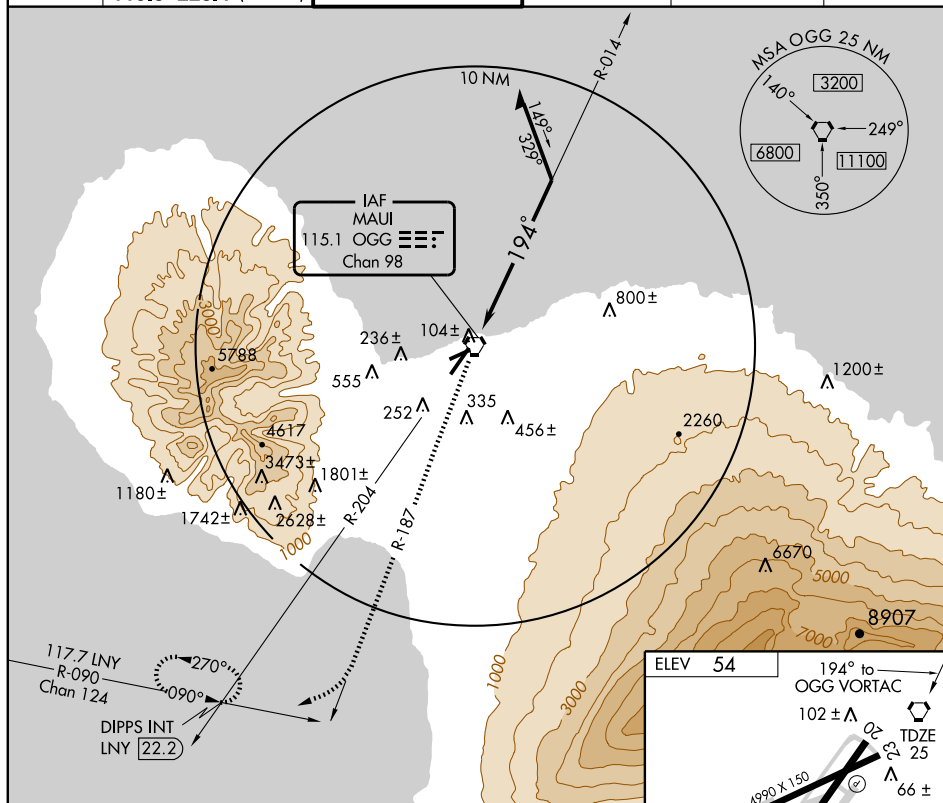 MSA OGG 25 NM
3200
140°
249°
6800
11100
350°
R-014
10 NM
149°
329°
194°
IAF
MAUI
115.1 OGG
Chan 98
800±
104±
236±
555
5788
3000
1200±
252
335
456±
2260
4617
3473±
1801±
1180±
1742±
2628±
1000
R-204
R-187
6670
5000
8907
7000
1000
3000
117.7 LNY
R-090
Chan 124
270°
090°
DIPPS INT
LNY 22.2
ELEV 54
194° to
OGG VORTAC
102±
20
23
TDZE
25
4990 X 150
66±